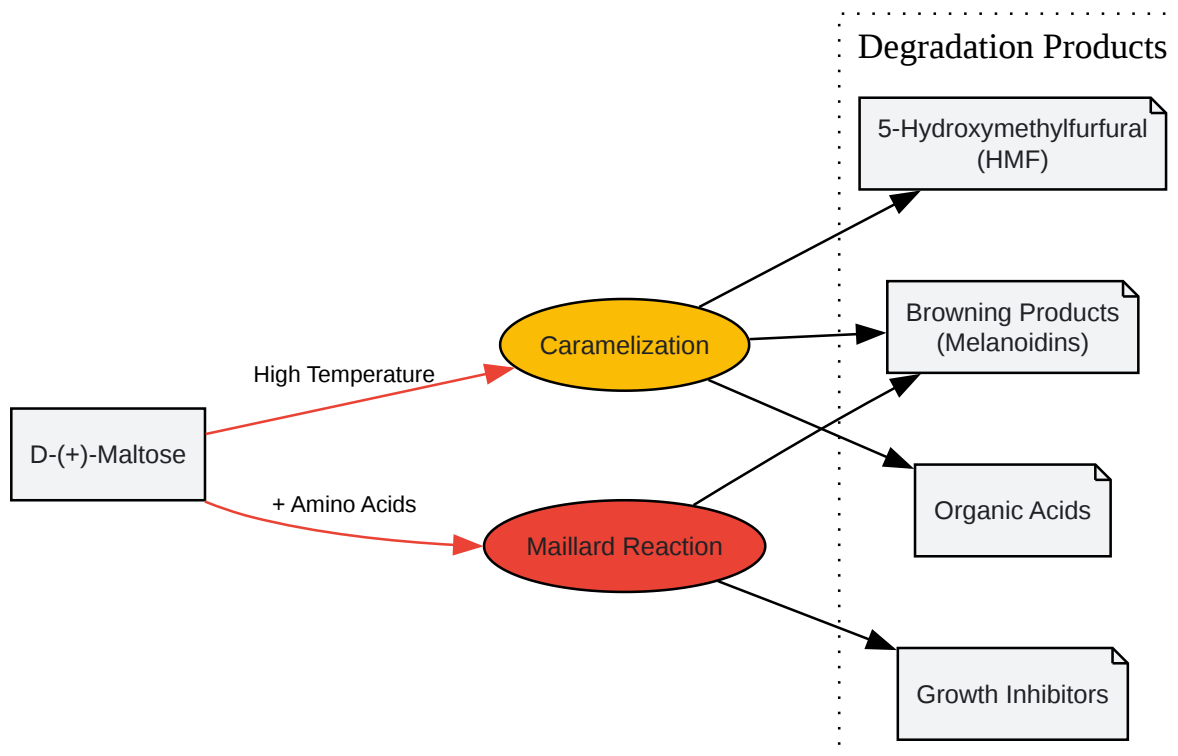 Degradation Products
5-Hydroxymethylfurfural
(HMF)
Browning Products
(Melanoidins)
Caramelization
High Temperature
D-(+)-Maltose
+ Amino Acids
Organic Acids
Maillard Reaction
Growth Inhibitors